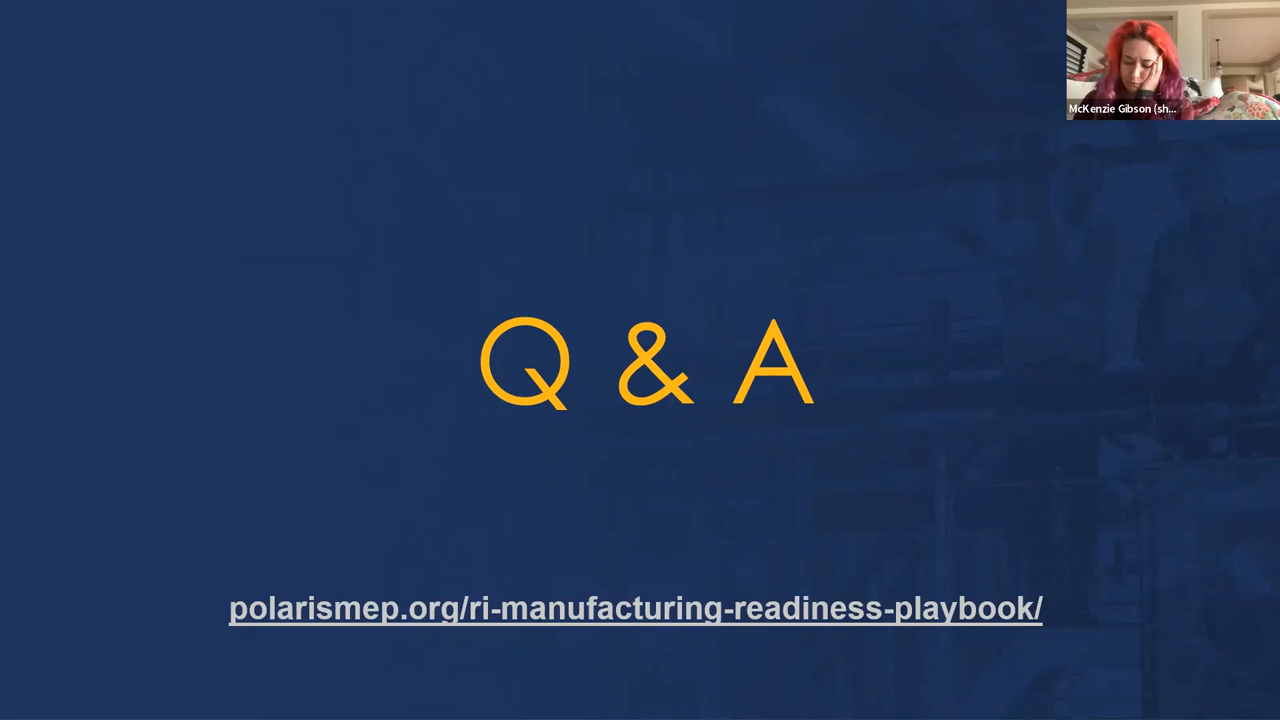 McKenzie Gibson (sh...
Q & A
polarismep.org/ri-manufacturing-readiness-playbook/